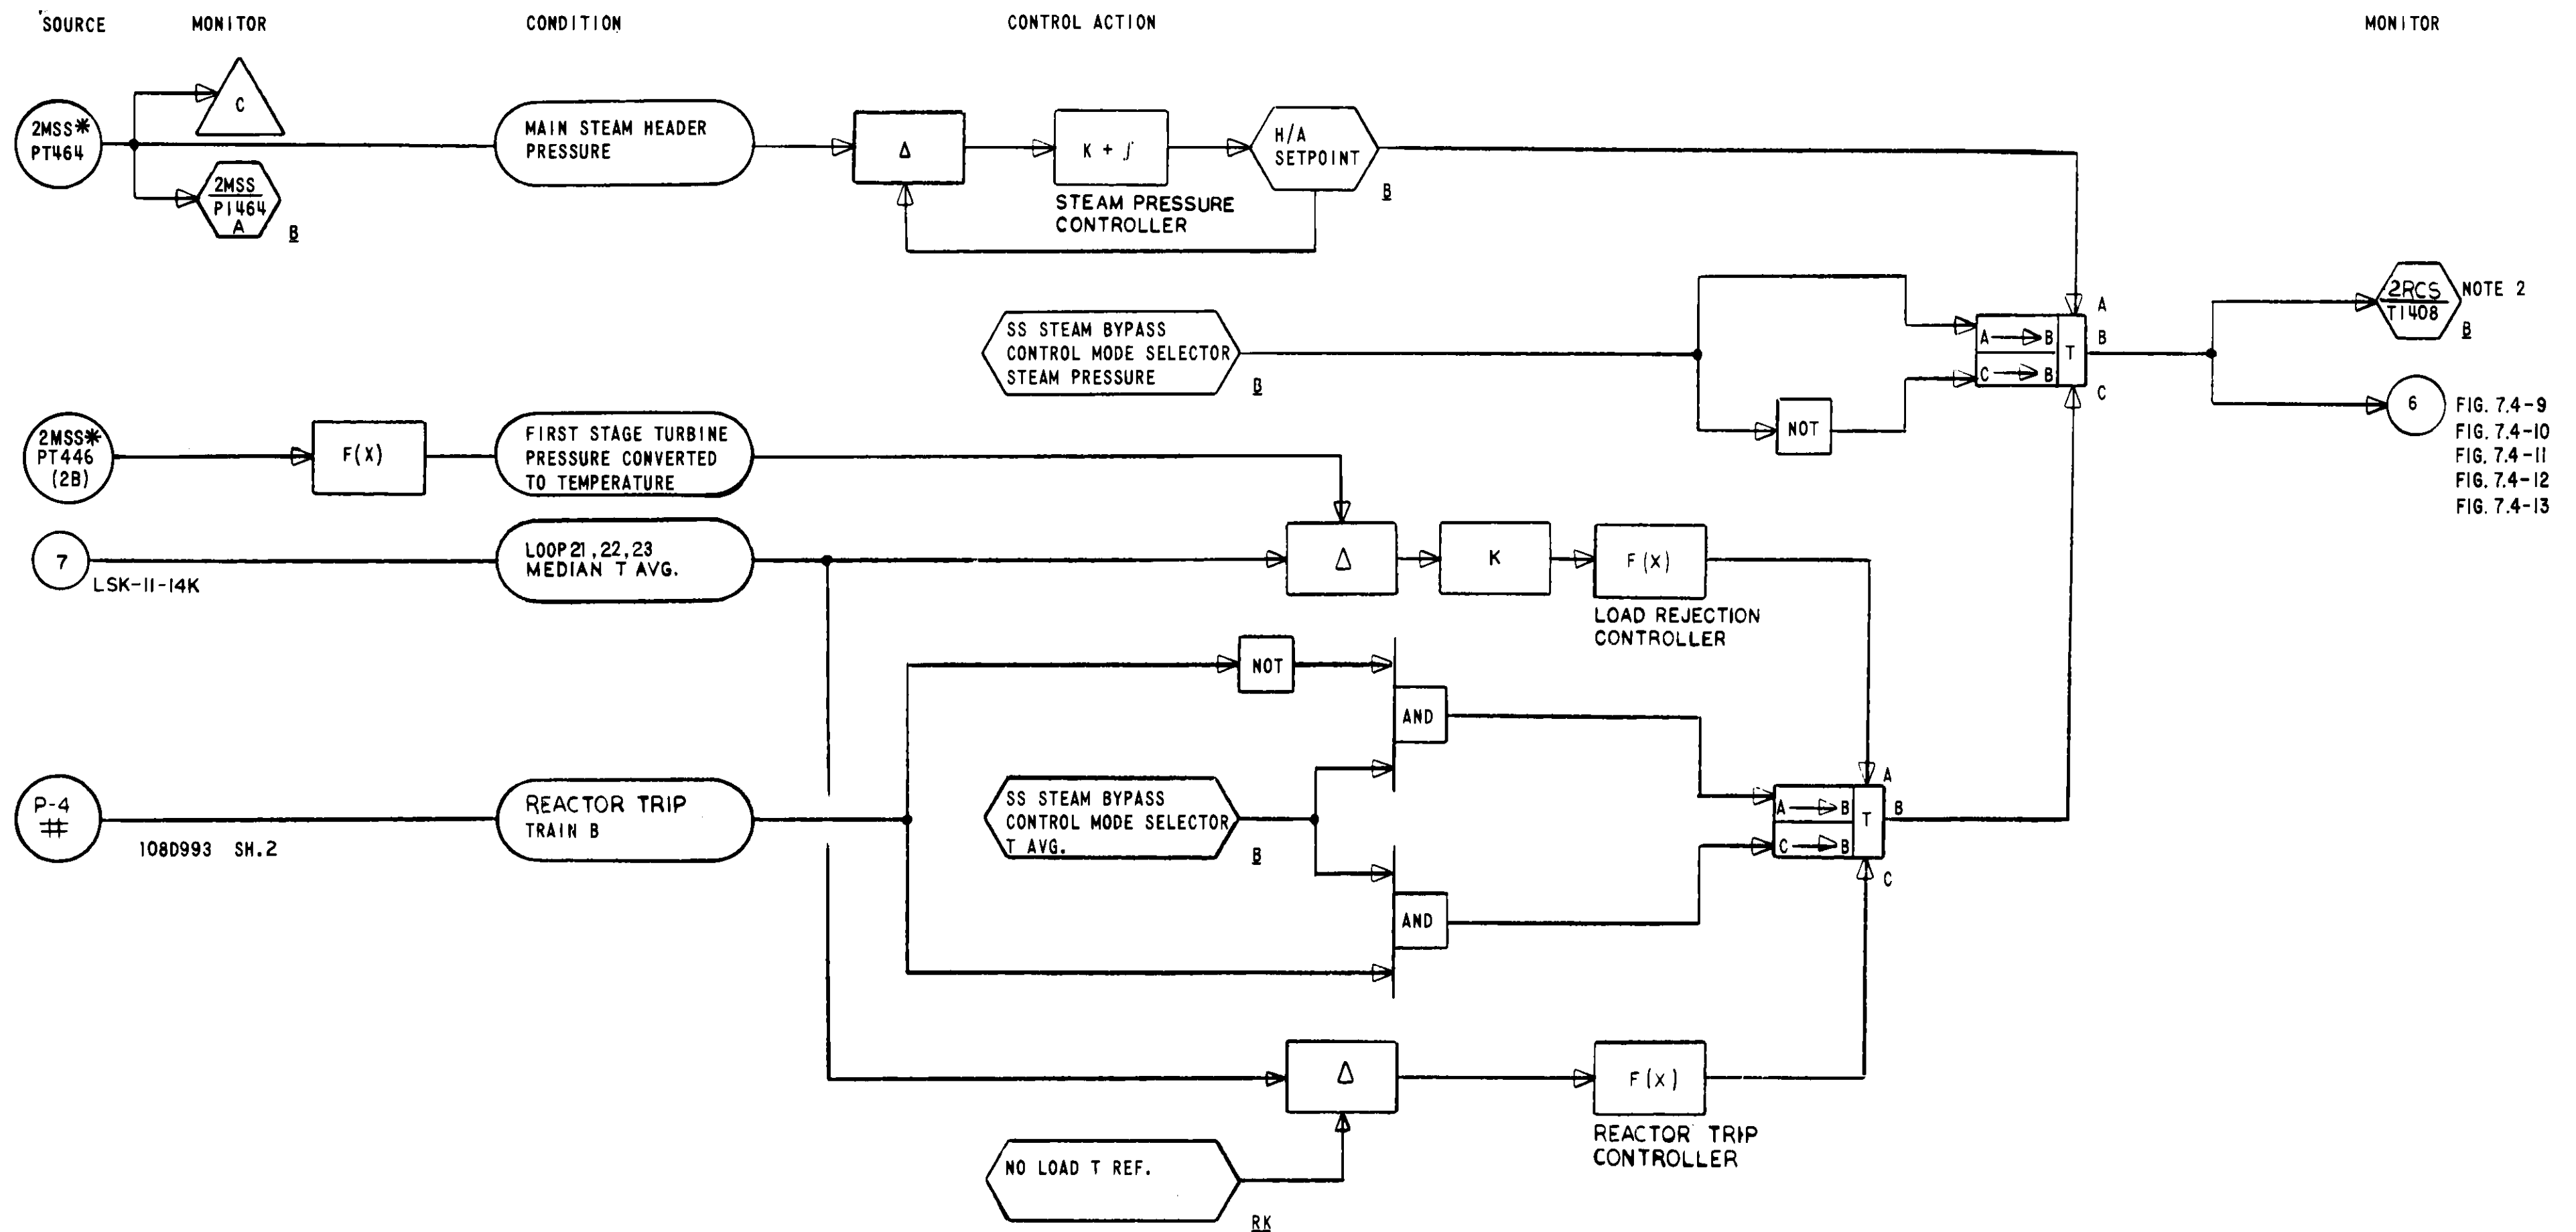 SOURCE
MONITOR
CONDITION
CONTROL ACTION
MONITOR
2MSS*
PT464
C
2MSS
PI464
A
B
MAIN STEAM HEADER
PRESSURE
Δ
K + ∫
STEAM PRESSURE
CONTROLLER
H/A
SETPOINT
B
SS STEAM BYPASS
CONTROL MODE SELECTOR
STEAM PRESSURE
B
NOT
A
A B
T
B
C B
C
2RCS
TI408
NOTE 2
B
6
FIG. 7.4-9
FIG. 7.4-10
FIG. 7.4-11
FIG. 7.4-12
FIG. 7.4-13
2MSS*
PT446
(2B)
F(X)
FIRST STAGE TURBINE
PRESSURE CONVERTED
TO TEMPERATURE
7
LSK-11-14K
LOOP 21, 22, 23
MEDIAN T AVG.
Δ
K
F(X)
LOAD REJECTION
CONTROLLER
NOT
AND
P-4
#
108D993 SH.2
REACTOR TRIP
TRAIN B
SS STEAM BYPASS
CONTROL MODE SELECTOR
T AVG.
B
AND
A
A B
T
B
C B
C
Δ
F(X)
REACTOR TRIP
CONTROLLER
NO LOAD T REF.
RK